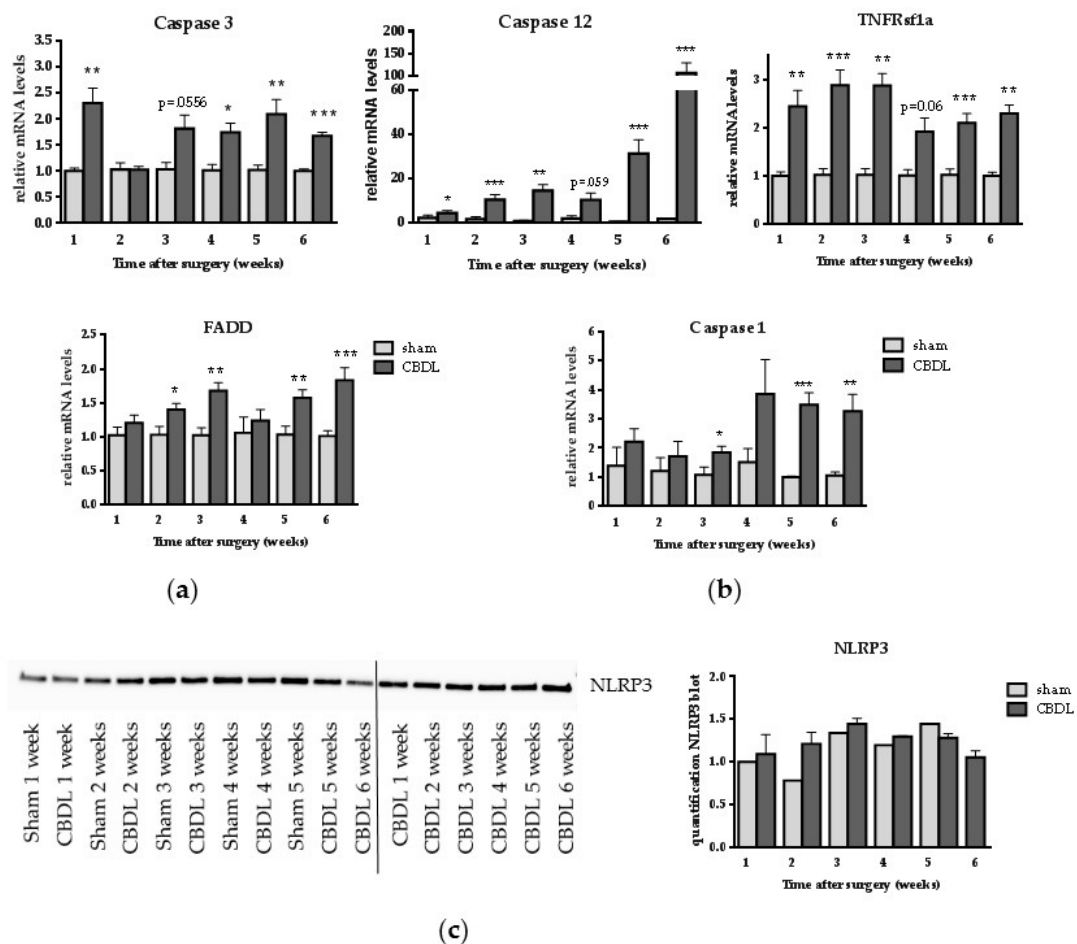 Caspase 3
relative mRNA levels
3.5
3.0
2.5
2.0
1.5
1.0
0.5
0.0
**
p=.0556
*
**
***
1 2 3 4 5 6
Time after surgery (weeks)
Caspase 12
relative mRNA levels
150
100
60
40
20
0
*
***
**
p=.059
***
***
1 2 3 4 5 6
Time after surgery (weeks)
TNFRsf1a
relative mRNA levels
3
2
1
0
**
***
**
p=0.06
***
**
1 2 3 4 5 6
Time after surgery (weeks)
FADD
relative mRNA levels
2.5
2.0
1.5
1.0
0.5
0.0
*
**
**
***
1 2 3 4 5 6
Time after surgery (weeks)
sham
CBDL
(a)
Caspase 1
relative mRNA levels
6
5
4
3
2
1
0
*
***
**
1 2 3 4 5 6
Time after surgery (weeks)
sham
CBDL
(b)
NLRP3
Sham 1 week
CBDL 1 week
Sham 2 weeks
CBDL 2 weeks
Sham 3 weeks
CBDL 3 weeks
Sham 4 weeks
CBDL 4 weeks
Sham 5 weeks
CBDL 5 weeks
CBDL 6 weeks
CBDL 1 week
CBDL 2 weeks
CBDL 3 weeks
CBDL 4 weeks
CBDL 5 weeks
CBDL 6 weeks
NLRP3
quantification NLRP3 blot
2.0
1.5
1.0
0.5
0.0
1 2 3 4 5 6
Time after surgery (weeks)
sham
CBDL
(c)